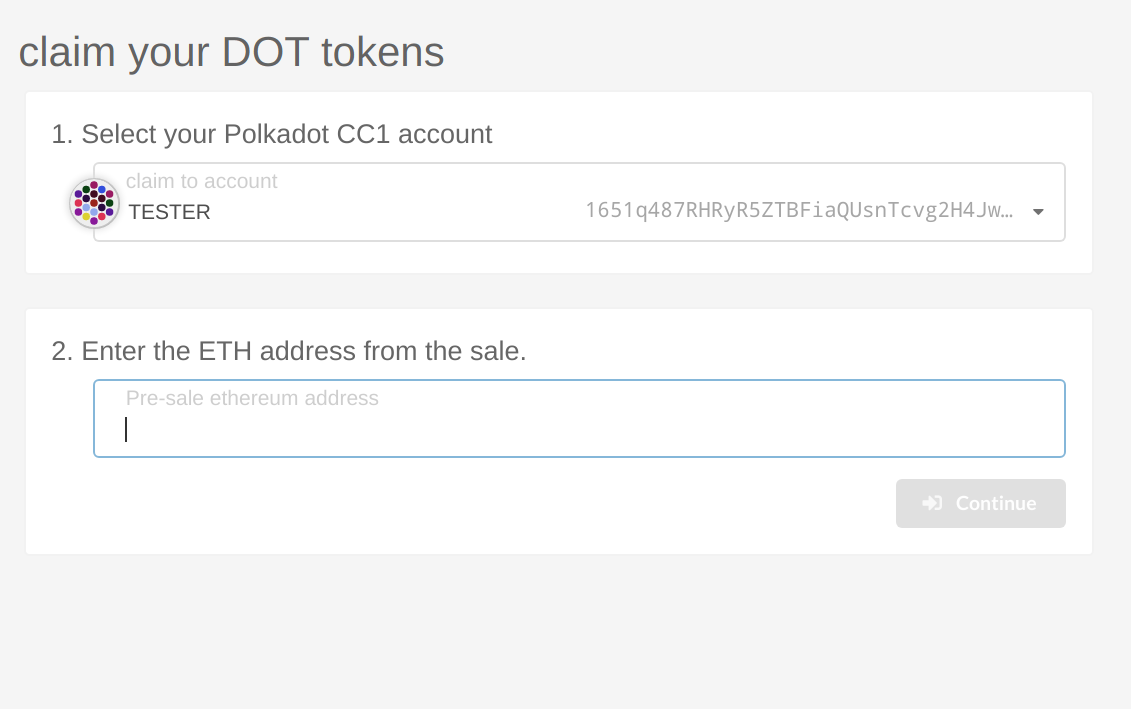 claim your DOT tokens
1. Select your Polkadot CC1 account
claim to account
TESTER 1651q487RHRyR5ZTBFiaQUsnTcvg2H4Jw…
2. Enter the ETH address from the sale.
Pre-sale ethereum address
Continue